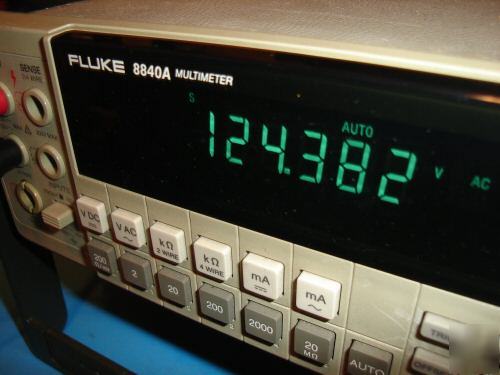 FLUKE 8840A MULTIMETER
SENSE
S
AUTO
124.382 V AC
INPUT
V DC
V AC
kΩ
2 WIRE
kΩ
4 WIRE
mA
mA
200
2
20
200
2000
20
MΩ
AUTO